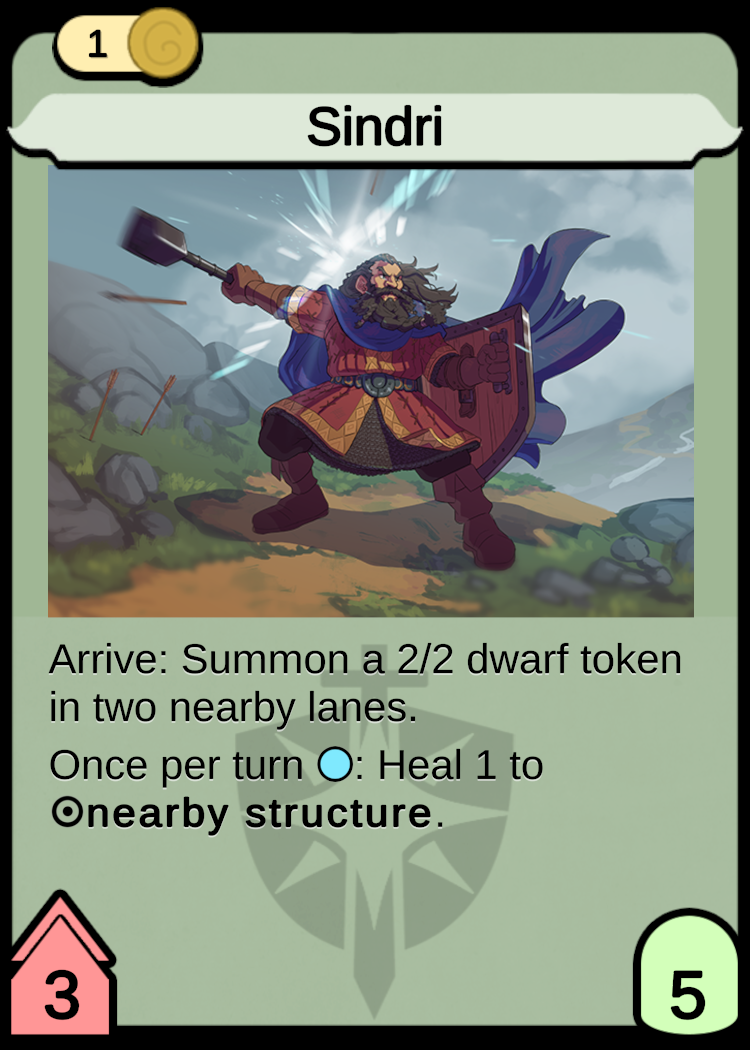 1
Sindri
Arrive: Summon a 2/2 dwarf token
in two nearby lanes.
Once per turn : Heal 1 to
nearby structure.
3
5